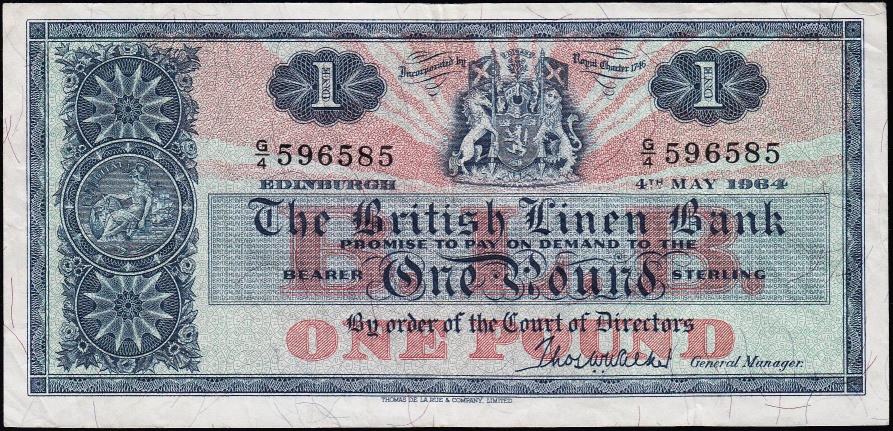 Incorporated by Royal Charter 1746
1 ONE 1 ONE
G/4 596585 G/4 596585
EDINBURGH 4TH MAY 1964
The British Linen Bank
PROMISE TO PAY ON DEMAND TO THE
BEARER One Pound STERLING
B.L.B.
By order of the Court of Directors
ONE POUND
General Manager.
THOMAS DE LA RUE & COMPANY, LIMITED.